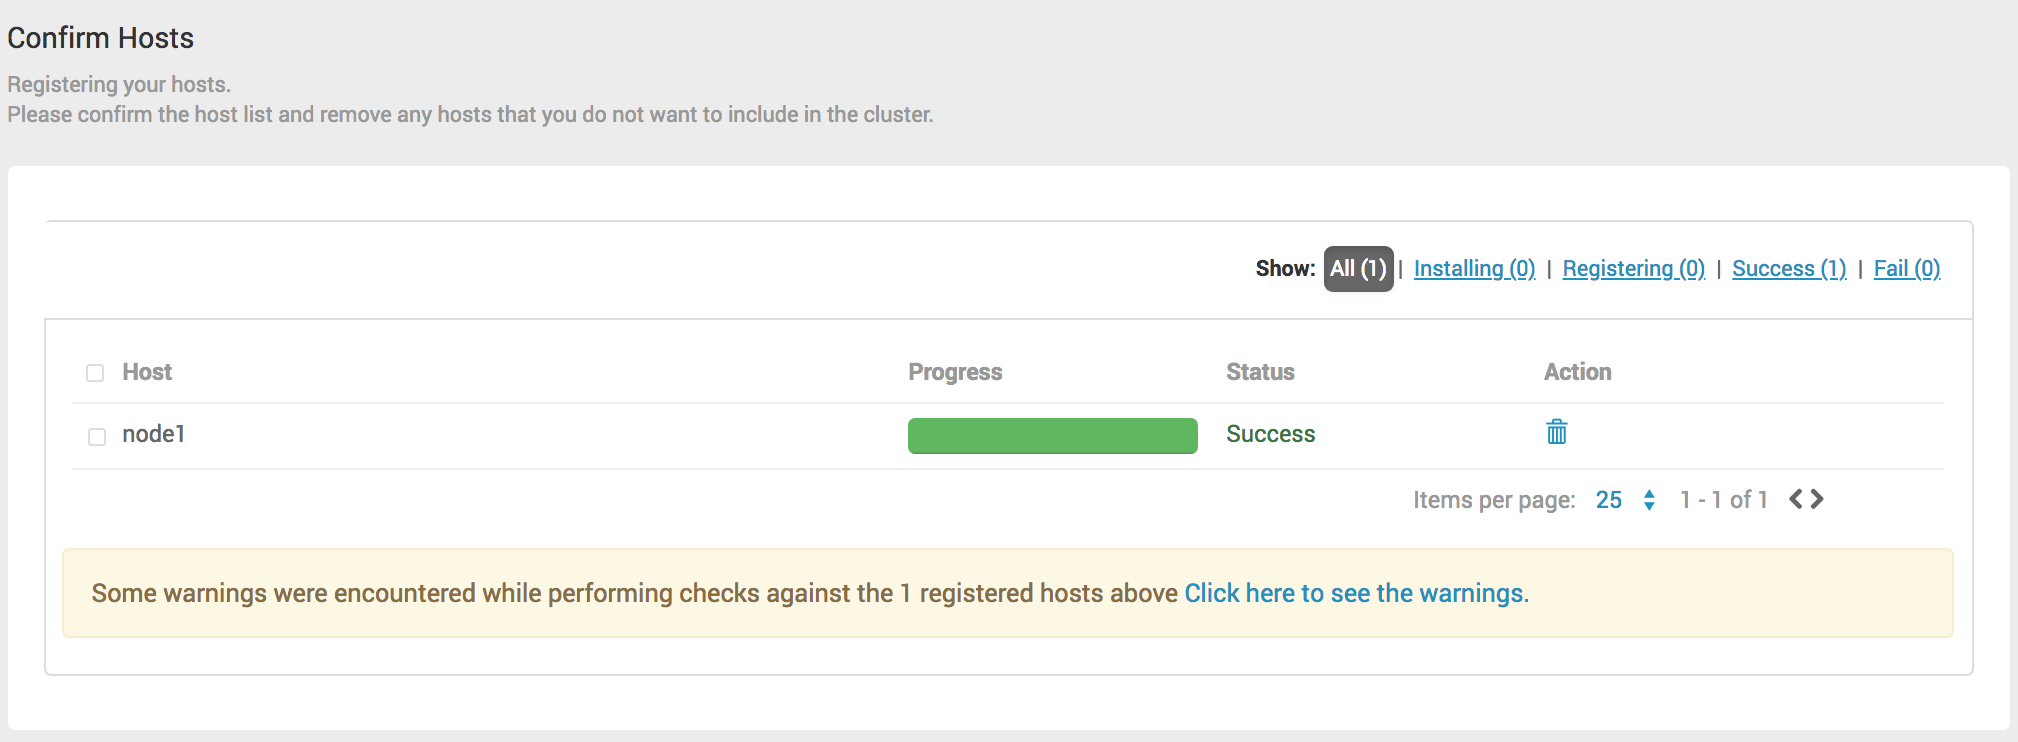 Confirm Hosts
Registering your hosts.
Please confirm the host list and remove any hosts that you do not want to include in the cluster.
Show: All (1) | Installing (0) | Registering (0) | Success (1) | Fail (0)
Host Progress Status Action
node1 Success
Items per page: 25 1 - 1 of 1
Some warnings were encountered while performing checks against the 1 registered hosts above Click here to see the warnings.